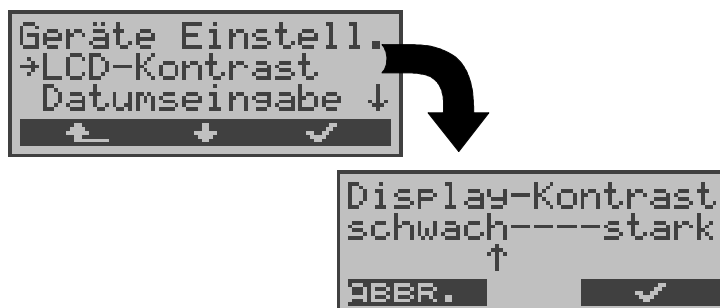 Geräte Einstell.
→LCD-Kontrast
Datumseingabe ↓
Display-Kontrast
schwach----stark
↑
ABBR.